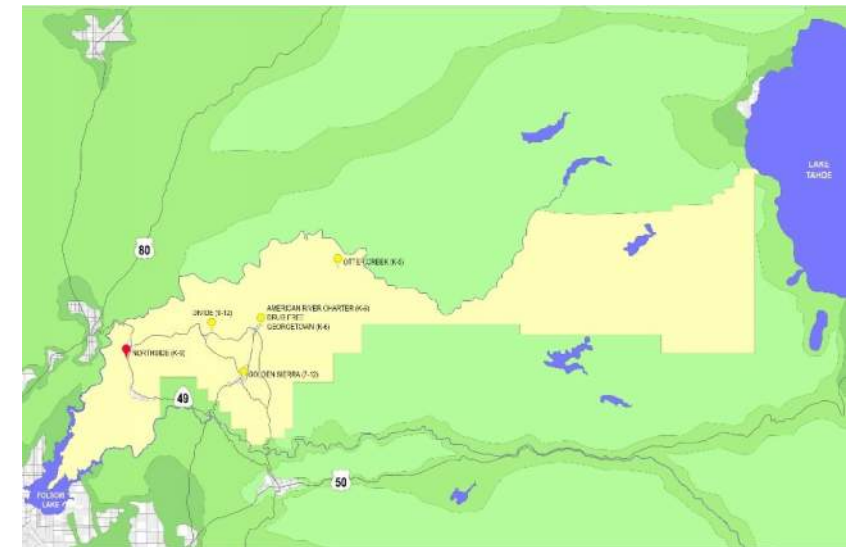 LAKE
TAHOE
80
OTTER CREEK (K-5)
AMERICAN RIVER CHARTER (K-8)
DIVIDE (9-12)
DRUG FREE
GEORGETOWN (K-6)
NORTHSIDE (K-8)
GOLDEN SIERRA (7-12)
49
50
FOLSOM
LAKE